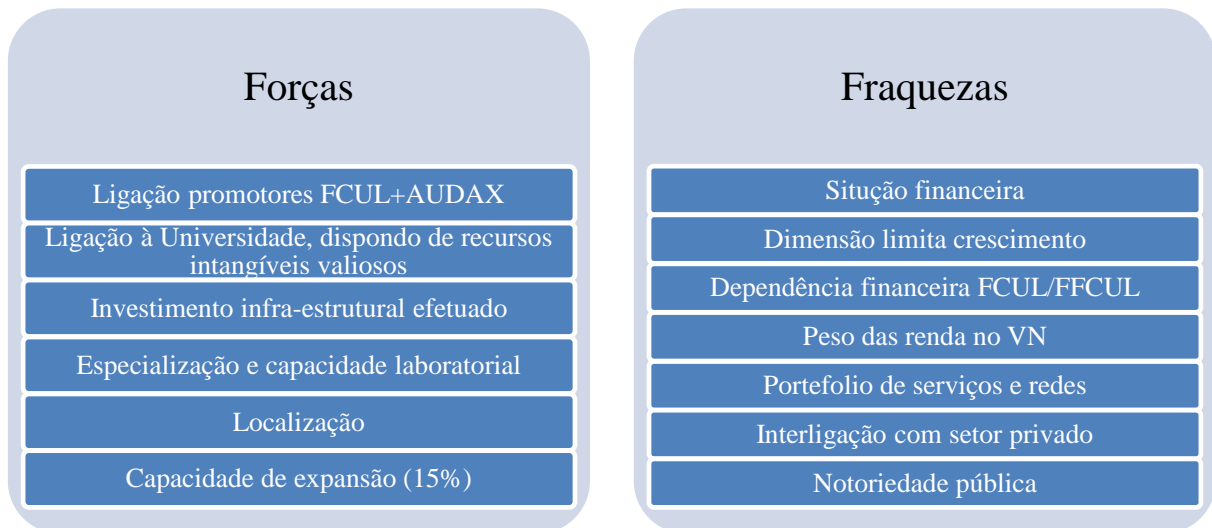 Forças
Ligação promotores FCUL+AUDAX
Ligação à Universidade, dispondo de recursos
intangíveis valiosos
Investimento infra-estrutural efetuado
Especialização e capacidade laboratorial
Localização
Capacidade de expansão (15%)
Fraquezas
Situção financeira
Dimensão limita crescimento
Dependência financeira FCUL/FFCUL
Peso das renda no VN
Portefolio de serviços e redes
Interligação com setor privado
Notoriedade pública